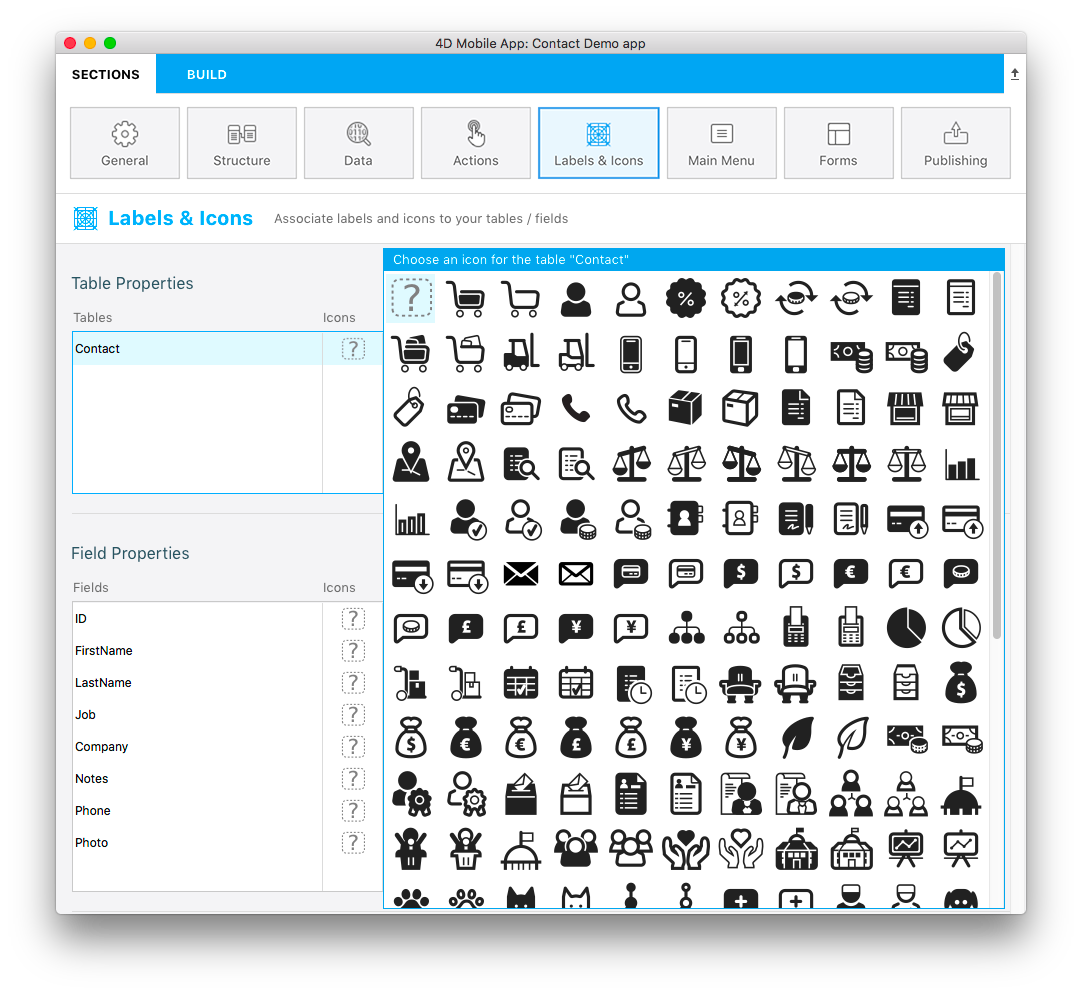 4D Mobile App: Contact Demo app
SECTIONS BUILD
General Structure Data Actions Labels & Icons Main Menu Forms Publishing
Labels & Icons Associate labels and icons to your tables / fields
Choose an icon for the table "Contact"
Table Properties
Tables Icons
Contact ?
Field Properties
Fields Icons
ID ?
FirstName ?
LastName ?
Job ?
Company ?
Notes ?
Phone ?
Photo ?